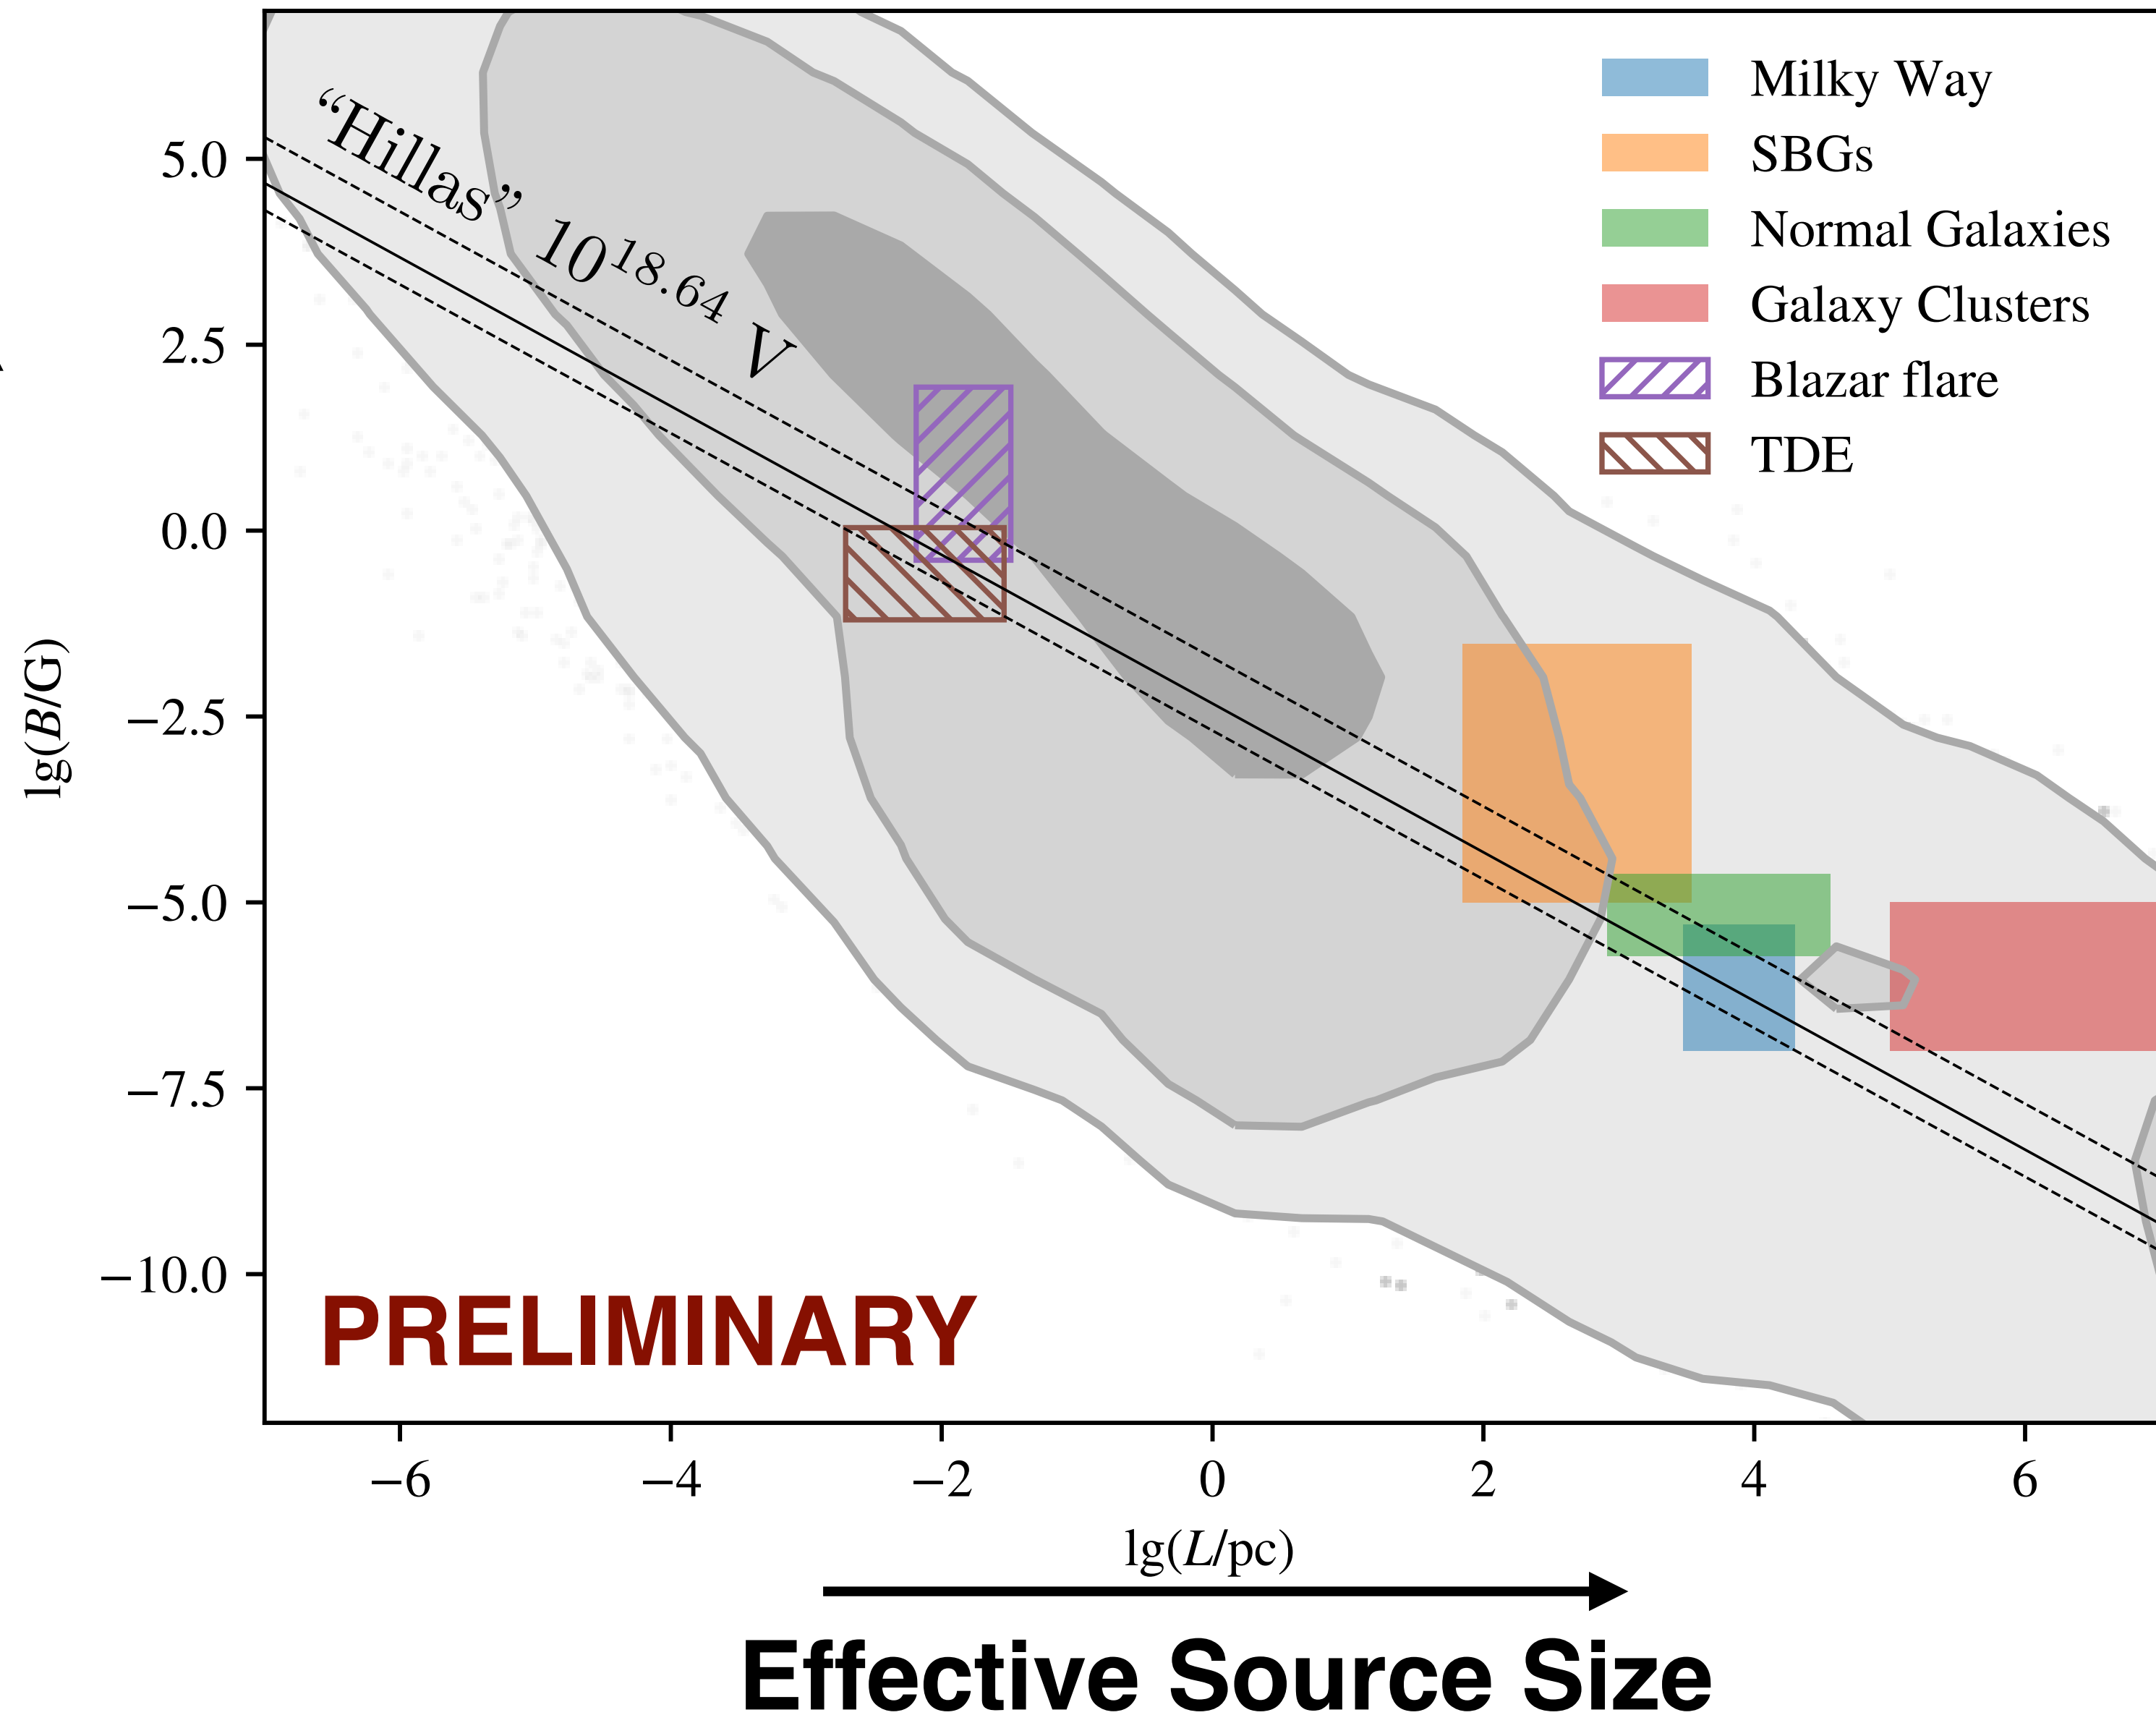 Milky Way
SBGs
Normal Galaxies
Galaxy Clusters
Blazar flare
TDE
“Hillas” 10^18.64 V
5.0
2.5
0.0
−2.5
−5.0
−7.5
−10.0
lg(B/G)
PRELIMINARY
−6 −4 −2 0 2 4 6
lg(L/pc)
Effective Source Size